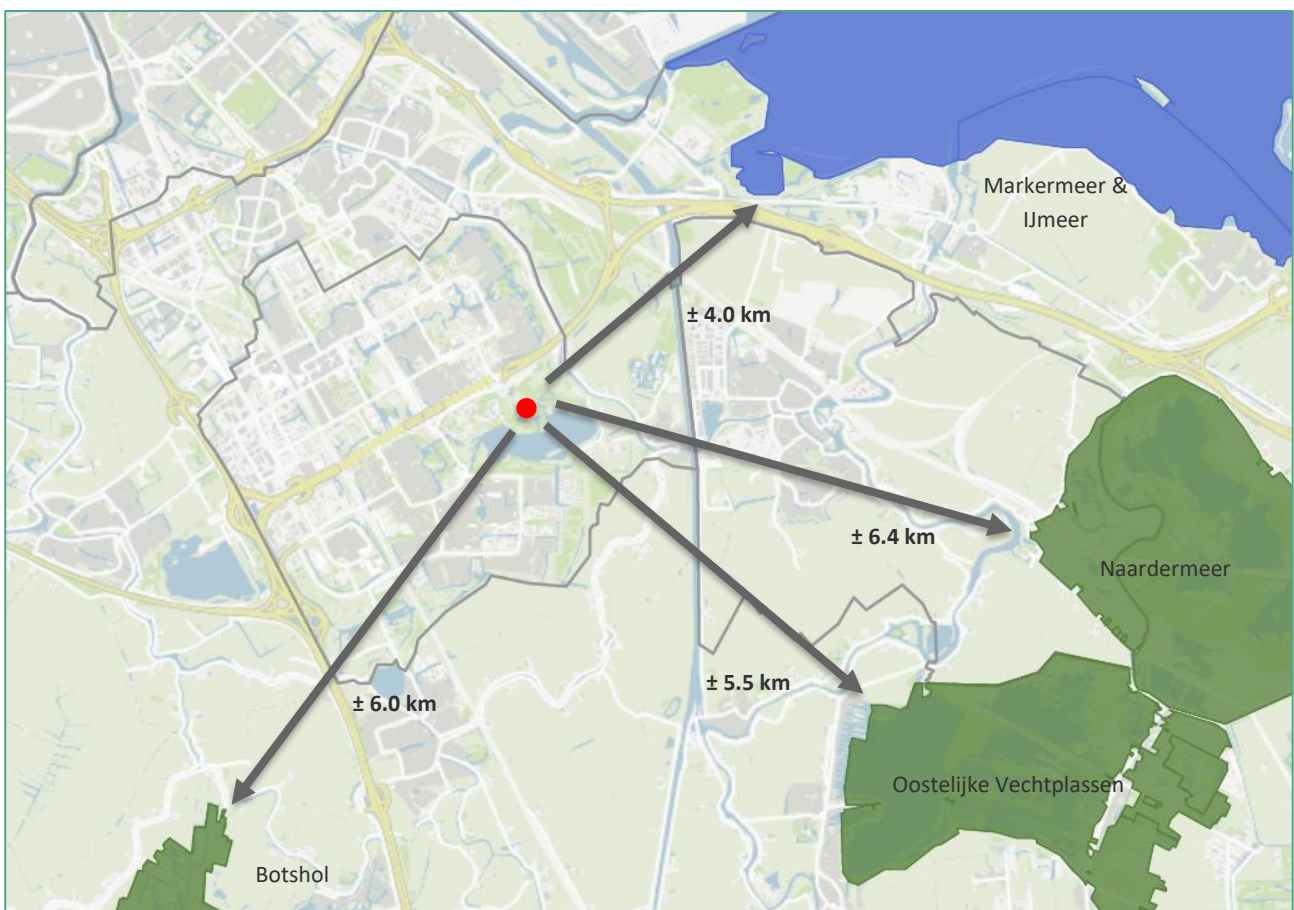 Markermeer &
IJmeer
± 4.0 km
± 6.4 km
Naardermeer
± 5.5 km
± 6.0 km
Oostelijke Vechtplassen
Botshol